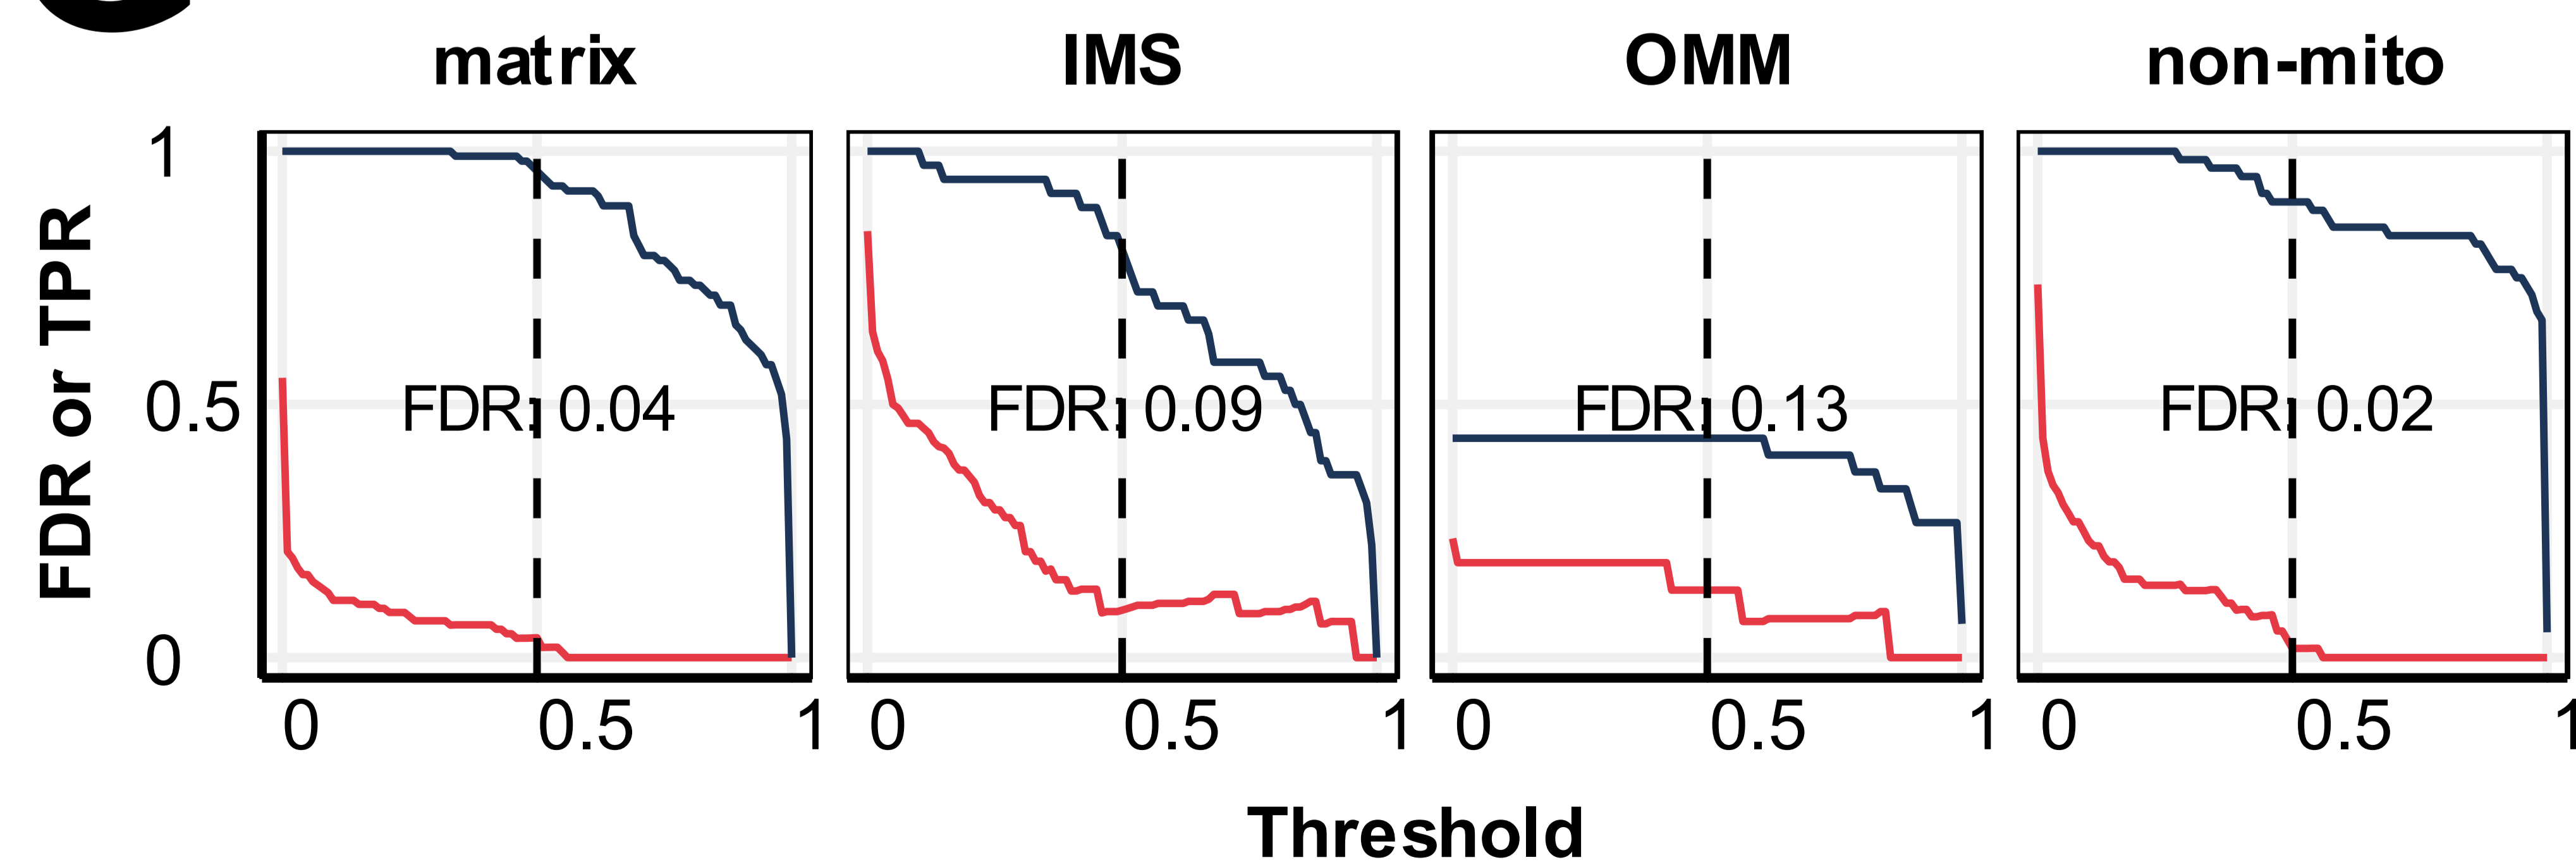 matrix IMS OMM non-mito
FDR or TPR
1
0.5
0
FDR: 0.04 FDR: 0.09 FDR: 0.13 FDR: 0.02
0 0.5 1 0 0.5 1 0 0.5 1 0 0.5 1
Threshold